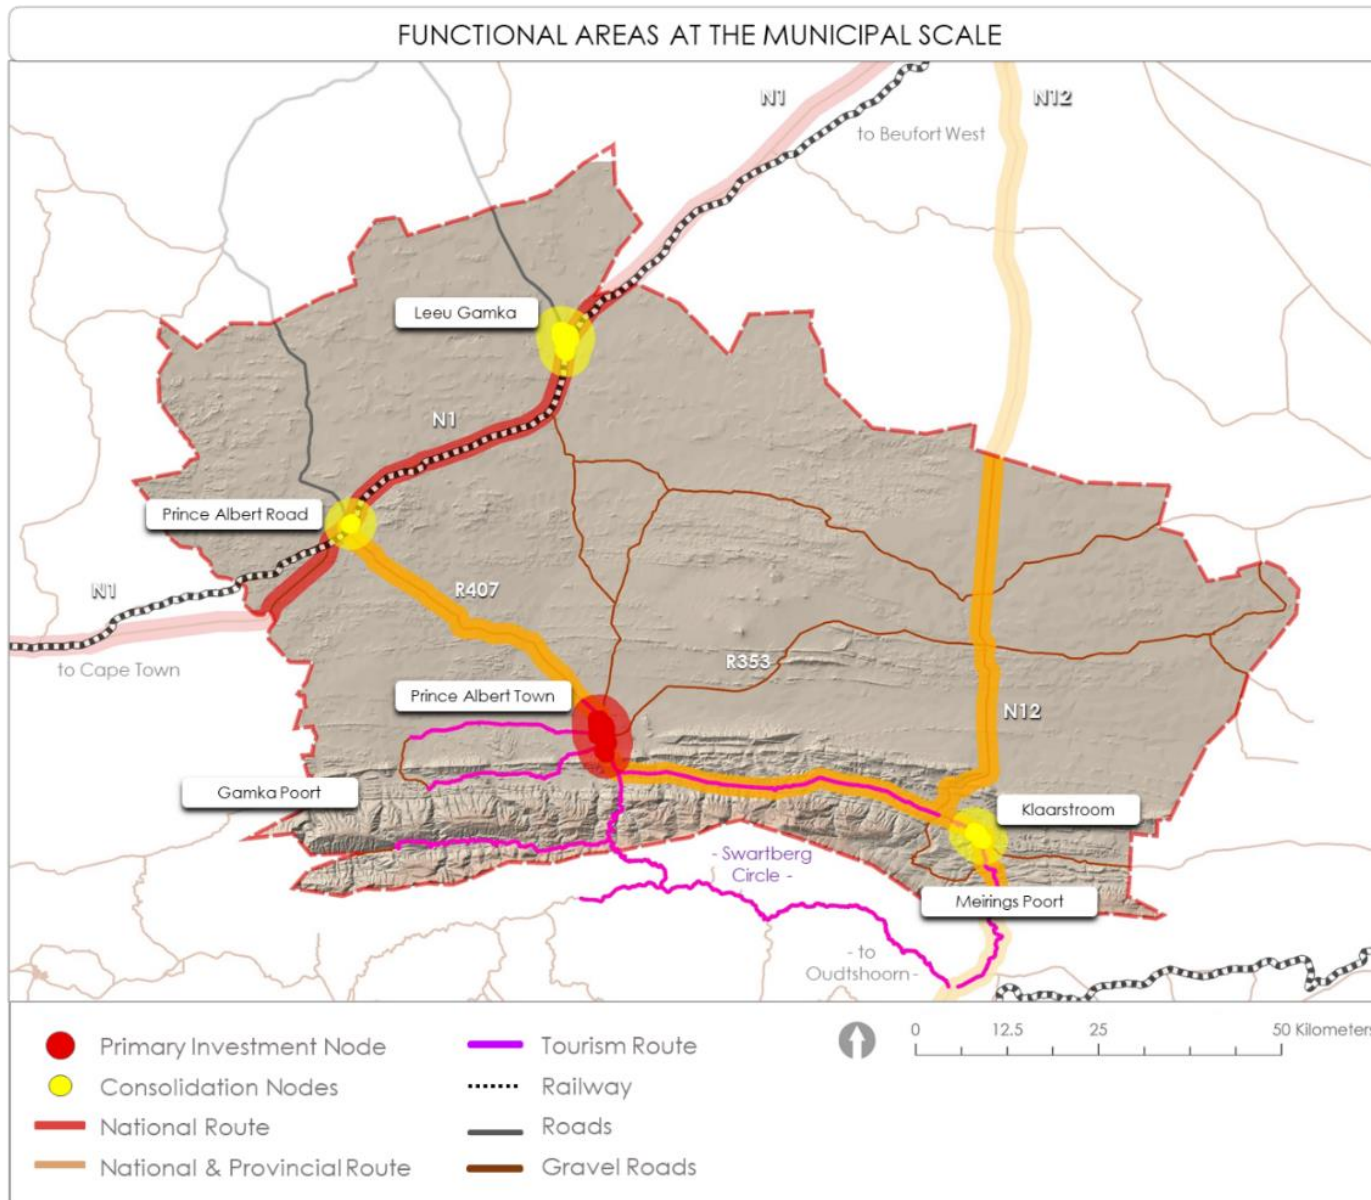 FUNCTIONAL AREAS AT THE MUNICIPAL SCALE
N1
N12
to Beufort West
Leeu Gamka
N1
Prince Albert Road
N1
R407
to Cape Town
R353
Prince Albert Town
N12
Gamka Poort
Klaarstroom
- Swartberg
Circle -
Meirings Poort
- to
Oudtshoorn -
Primary Investment Node
Consolidation Nodes
National Route
National & Provincial Route
Tourism Route
Railway
Roads
Gravel Roads
0 12.5 25 50 Kilometers